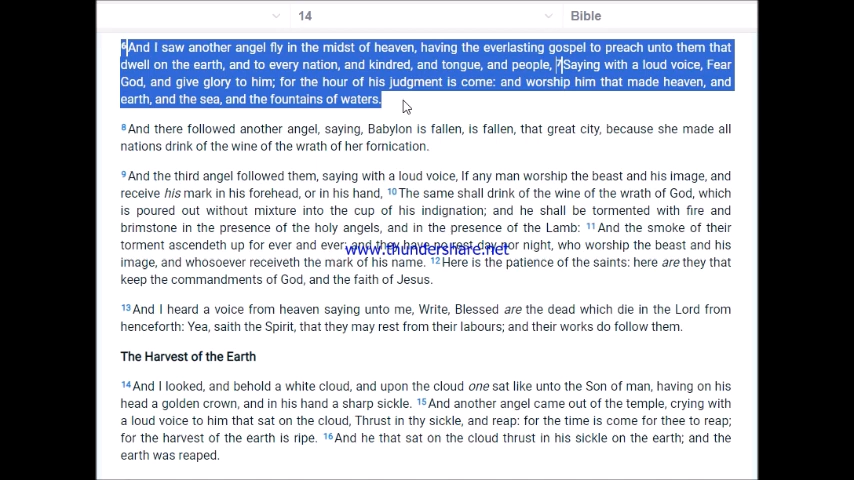 14 Bible
6And I saw another angel fly in the midst of heaven, having the everlasting gospel to preach unto them that
dwell on the earth, and to every nation, and kindred, and tongue, and people, 7Saying with a loud voice, Fear
God, and give glory to him; for the hour of his judgment is come: and worship him that made heaven, and
earth, and the sea, and the fountains of waters.
8And there followed another angel, saying, Babylon is fallen, is fallen, that great city, because she made all
nations drink of the wine of the wrath of her fornication.
9And the third angel followed them, saying with a loud voice, If any man worship the beast and his image, and
receive his mark in his forehead, or in his hand, 10The same shall drink of the wine of the wrath of God, which
is poured out without mixture into the cup of his indignation; and he shall be tormented with fire and
brimstone in the presence of the holy angels, and in the presence of the Lamb: 11And the smoke of their
torment ascendeth up for ever and ever: and they have no rest day nor night, who worship the beast and his
www.thundershare.net
image, and whosoever receiveth the mark of his name. 12Here is the patience of the saints: here are they that
keep the commandments of God, and the faith of Jesus.
13And I heard a voice from heaven saying unto me, Write, Blessed are the dead which die in the Lord from
henceforth: Yea, saith the Spirit, that they may rest from their labours; and their works do follow them.
The Harvest of the Earth
14And I looked, and behold a white cloud, and upon the cloud one sat like unto the Son of man, having on his
head a golden crown, and in his hand a sharp sickle. 15And another angel came out of the temple, crying with
a loud voice to him that sat on the cloud, Thrust in thy sickle, and reap: for the time is come for thee to reap;
for the harvest of the earth is ripe. 16And he that sat on the cloud thrust in his sickle on the earth; and the
earth was reaped.